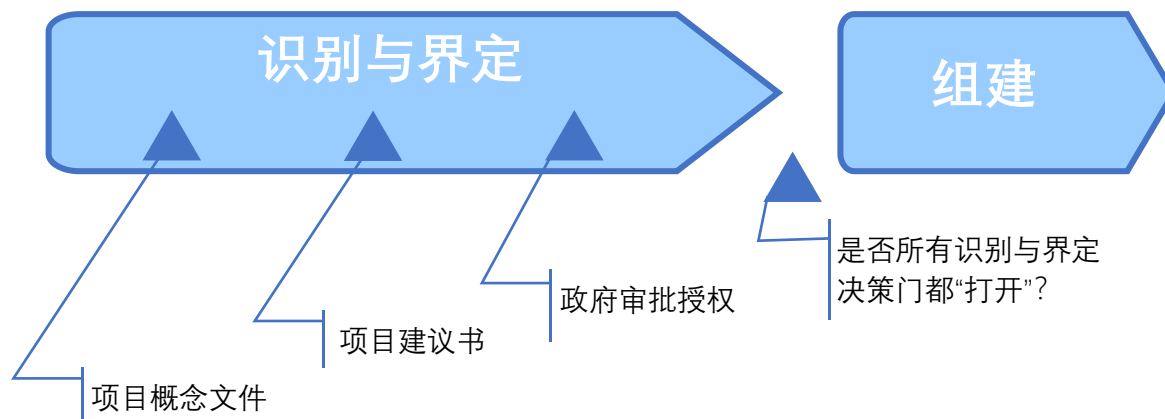 识别与界定
组建
是否所有识别与界定
决策门都“打开”？
政府审批授权
项目建议书
项目概念文件